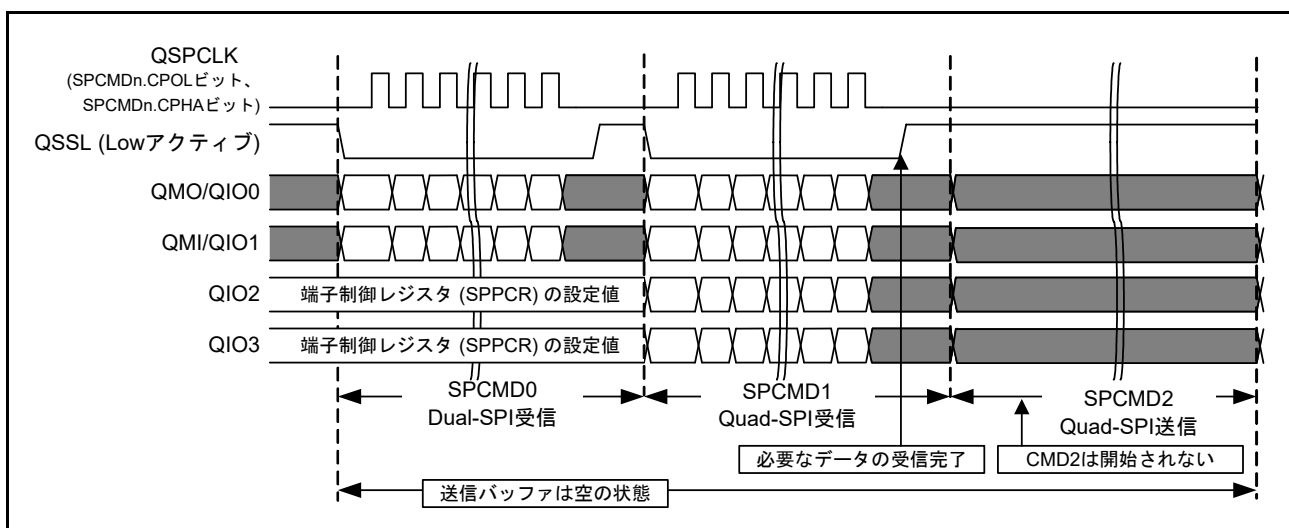 QSPCLK
(SPCMDn.CPOLビット、
SPCMDn.CPHAビット)
QSSL (Lowアクティブ)
QMO/QIO0
QMI/QIO1
QIO2
端子制御レジスタ (SPPCR) の設定値
QIO3
端子制御レジスタ (SPPCR) の設定値
SPCMD0
Dual-SPI受信
SPCMD1
Quad-SPI受信
SPCMD2
Quad-SPI送信
必要なデータの受信完了
CMD2は開始されない
送信バッファは空の状態